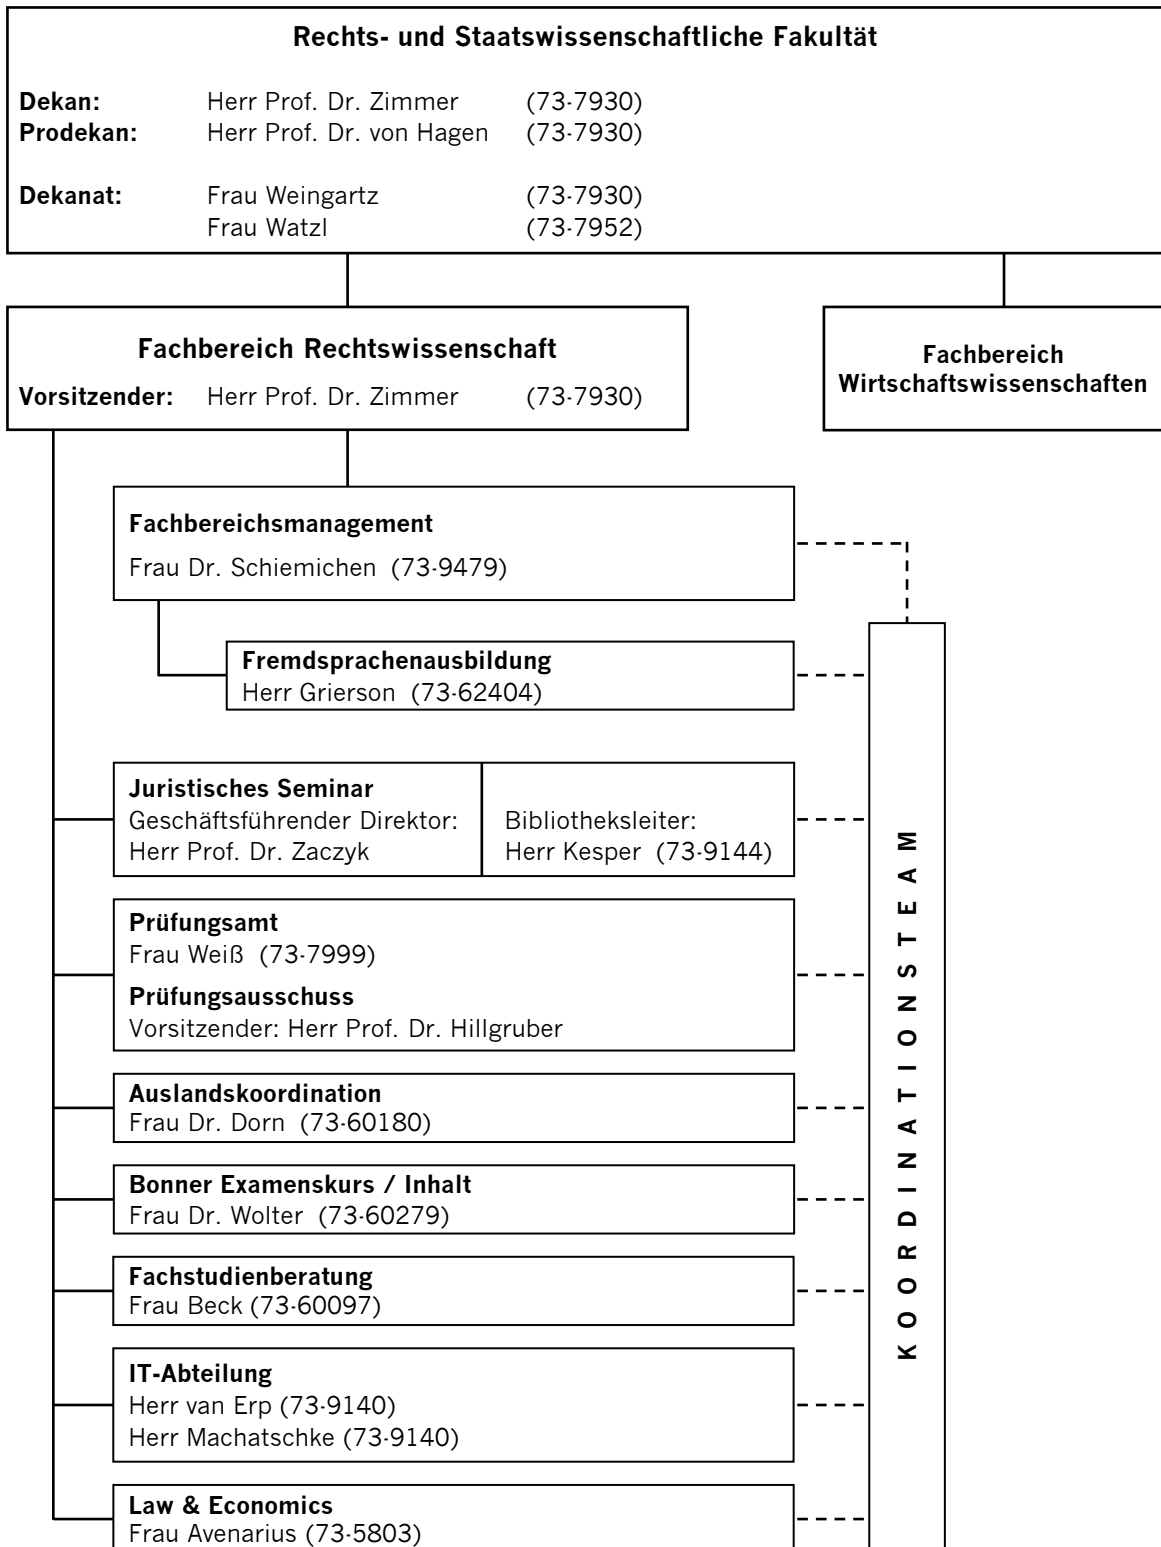 Rechts- und Staatswissenschaftliche Fakultät
Dekan: Herr Prof. Dr. Zimmer (73-7930)
Prodekan: Herr Prof. Dr. von Hagen (73-7930)
Dekanat: Frau Weingartz (73-7930)
Frau Watzl (73-7952)
Fachbereich Rechtswissenschaft
Vorsitzender: Herr Prof. Dr. Zimmer (73-7930)
Fachbereich
Wirtschaftswissenschaften
Fachbereichsmanagement
Frau Dr. Schiemichen (73-9479)
Fremdsprachenausbildung
Herr Grierson (73-62404)
Juristisches Seminar
Geschäftsführender Direktor:
Herr Prof. Dr. Zaczyk
Bibliotheksleiter:
Herr Kesper (73-9144)
Prüfungsamt
Frau Weiß (73-7999)
Prüfungsausschuss
Vorsitzender: Herr Prof. Dr. Hillgruber
Auslandskoordination
Frau Dr. Dorn (73-60180)
Bonner Examenskurs / Inhalt
Frau Dr. Wolter (73-60279)
Fachstudienberatung
Frau Beck (73-60097)
IT-Abteilung
Herr van Erp (73-9140)
Herr Machatschke (73-9140)
Law & Economics
Frau Avenarius (73-5803)
KOORDINATIONSTEAM